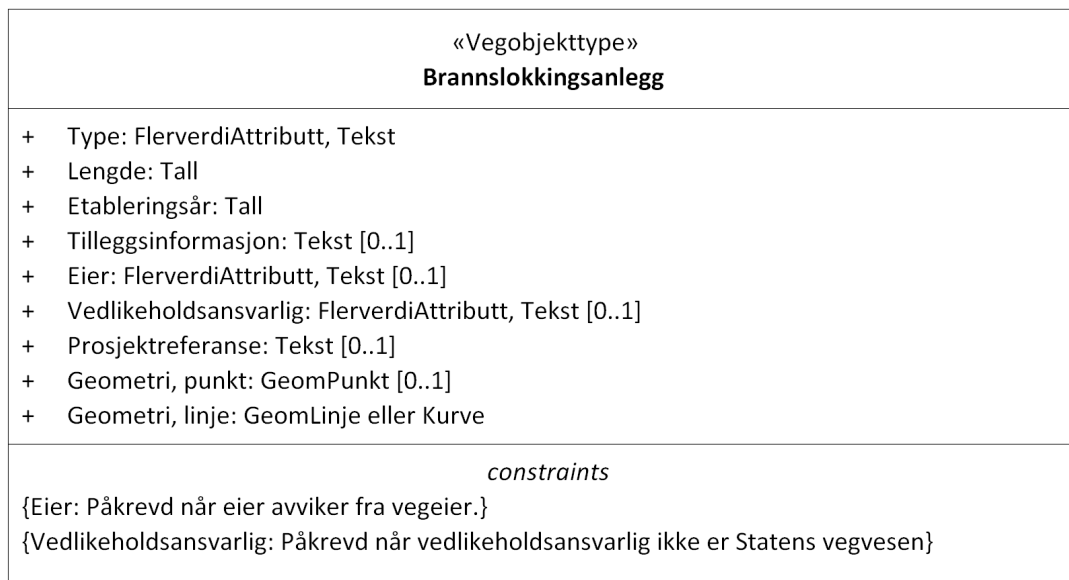 «Vegobjekttype»
Brannslokkingsanlegg
+ Type: FlerverdiAttributt, Tekst
+ Lengde: Tall
+ Etableringsår: Tall
+ Tilleggsinformasjon: Tekst [0..1]
+ Eier: FlerverdiAttributt, Tekst [0..1]
+ Vedlikeholdsansvarlig: FlerverdiAttributt, Tekst [0..1]
+ Prosjektreferanse: Tekst [0..1]
+ Geometri, punkt: GeomPunkt [0..1]
+ Geometri, linje: GeomLinje eller Kurve
constraints
{Eier: Påkrevd når eier avviker fra vegeier.}
{Vedlikeholdsansvarlig: Påkrevd når vedlikeholdsansvarlig ikke er Statens vegvesen}